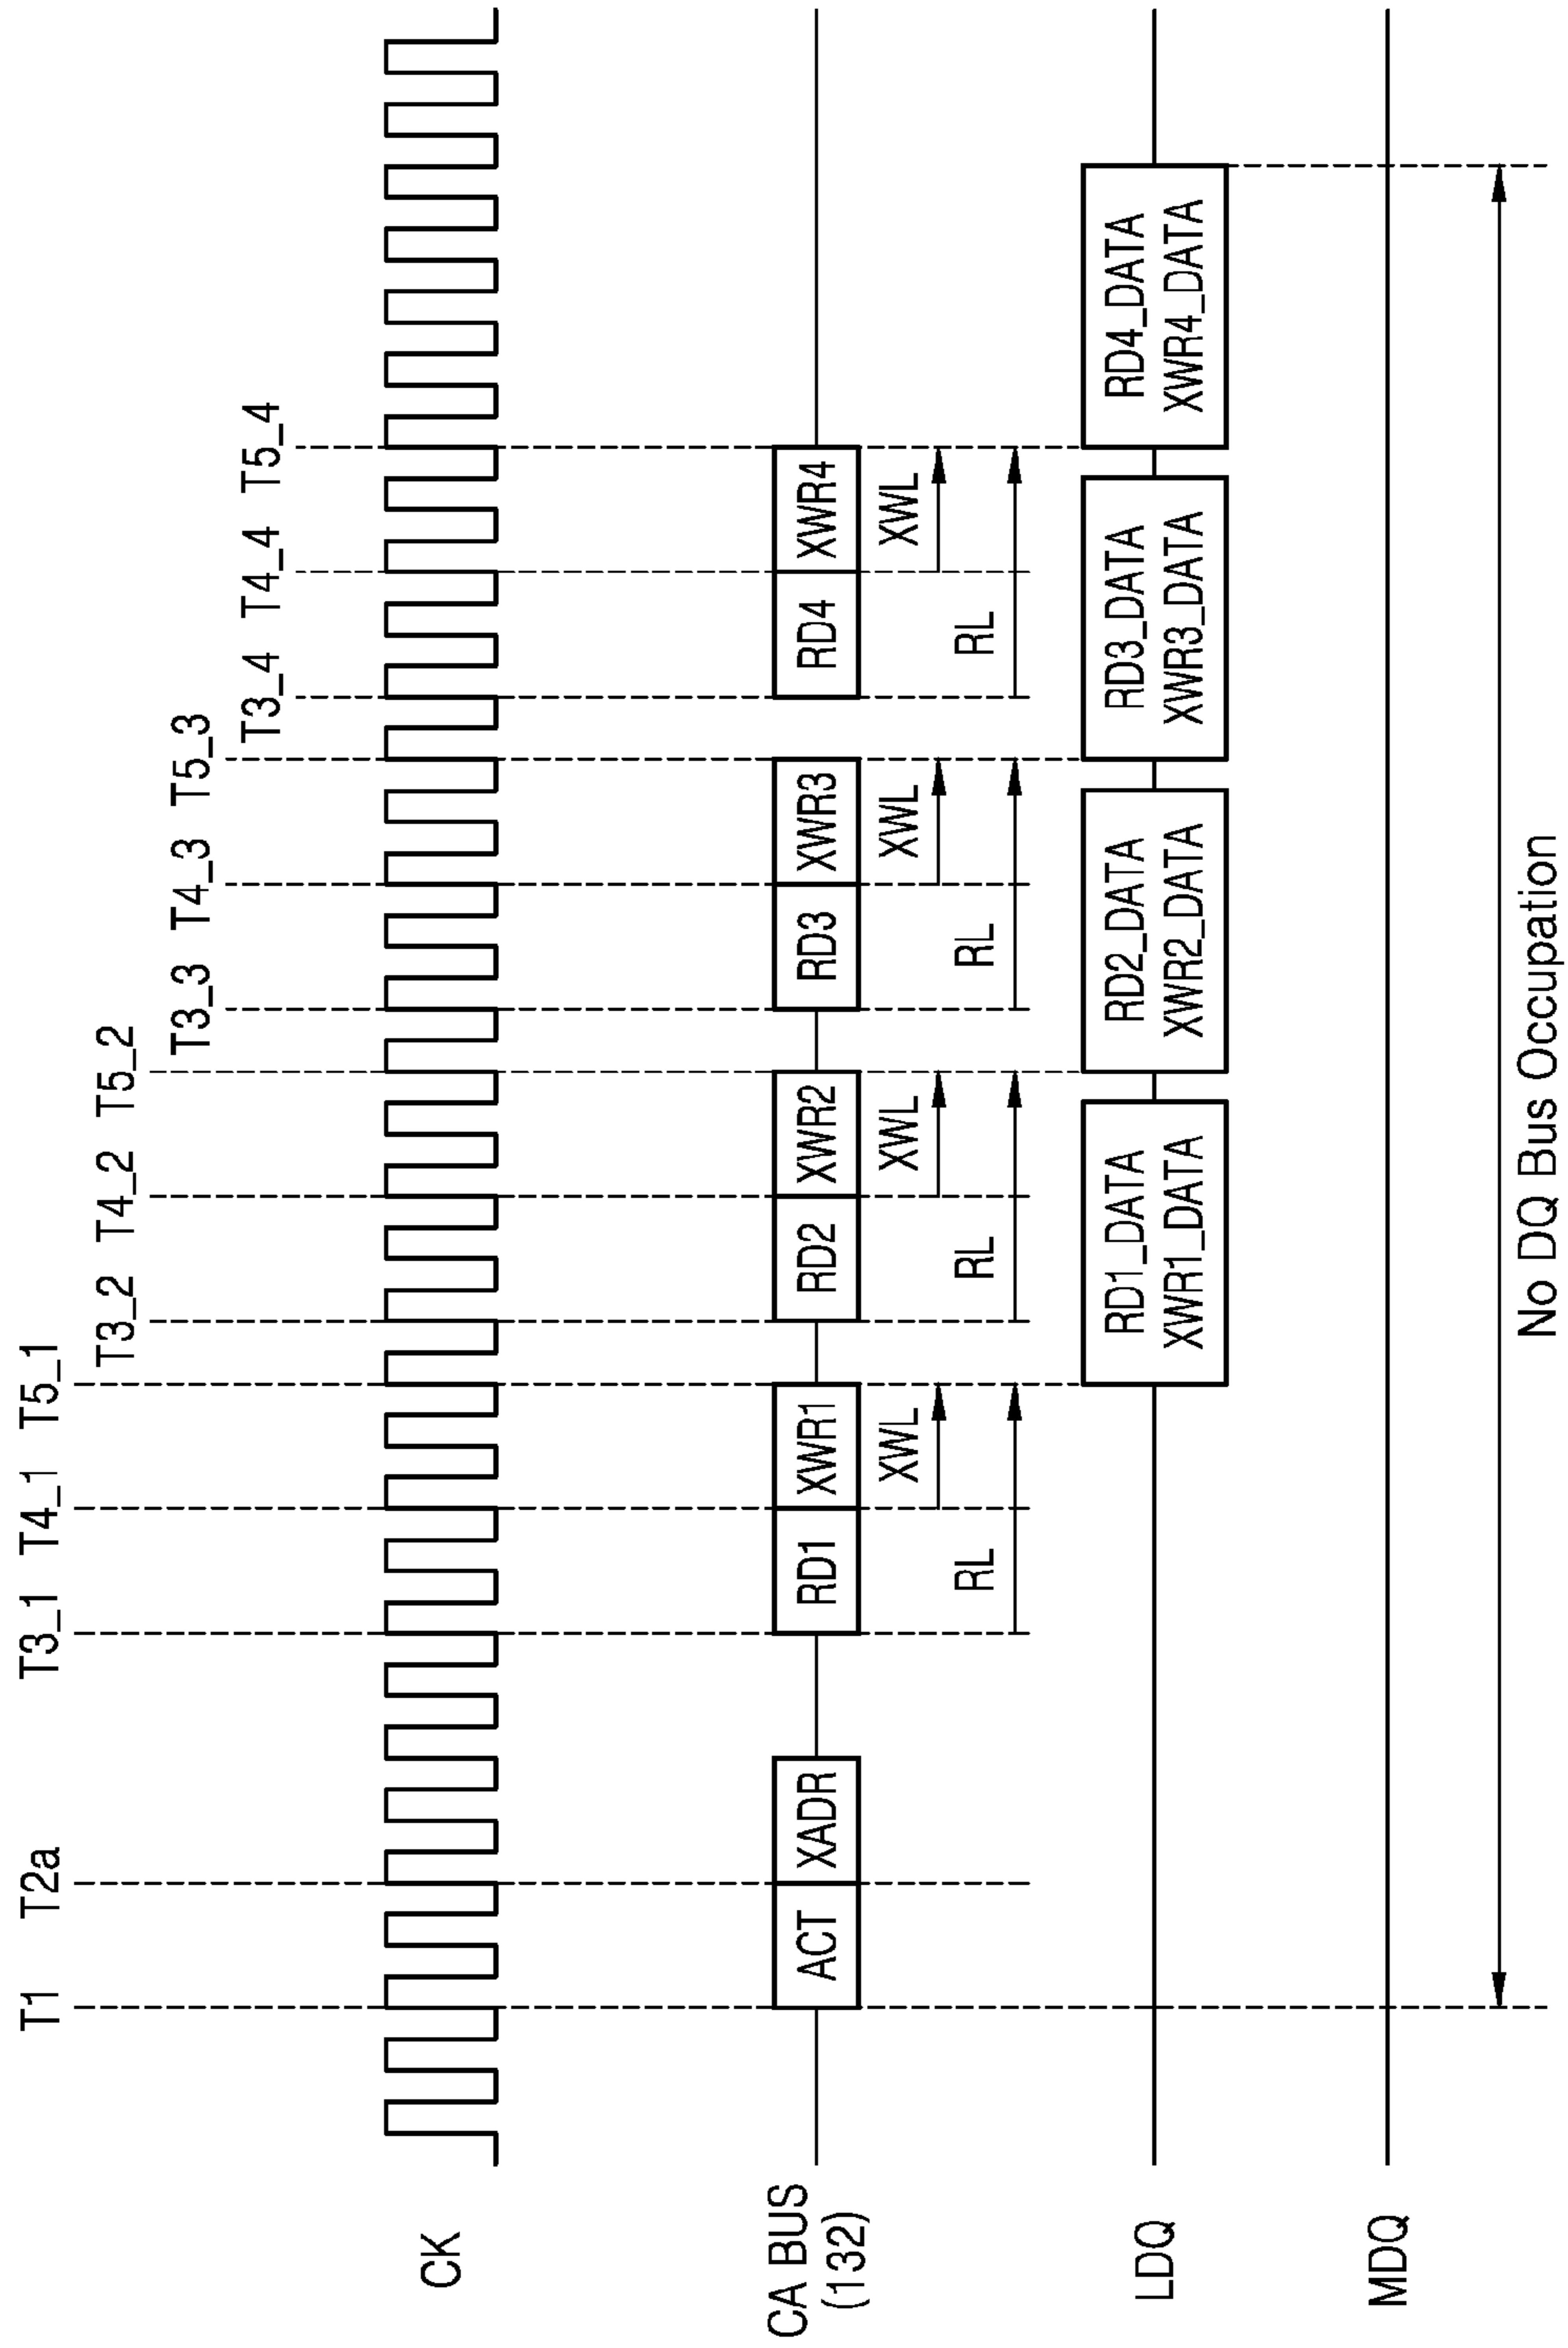 T1 T2a T3_1 T4_1 T5_1
T3_2 T4_2 T5_2
T3_3 T4_3 T5_3
T3_4 T4_4 T5_4
CK
CA BUS
(132)
ACT XADR RD1 XWR1 RD2 XWR2 RD3 XWR3 RD4 XWR4
XWL XWL XWL XWL
RL RL RL RL
LDQ
RD1_DATA RD2_DATA RD3_DATA RD4_DATA
XWR1_DATA XWR2_DATA XWR3_DATA XWR4_DATA
MDQ
No DQ Bus Occupation